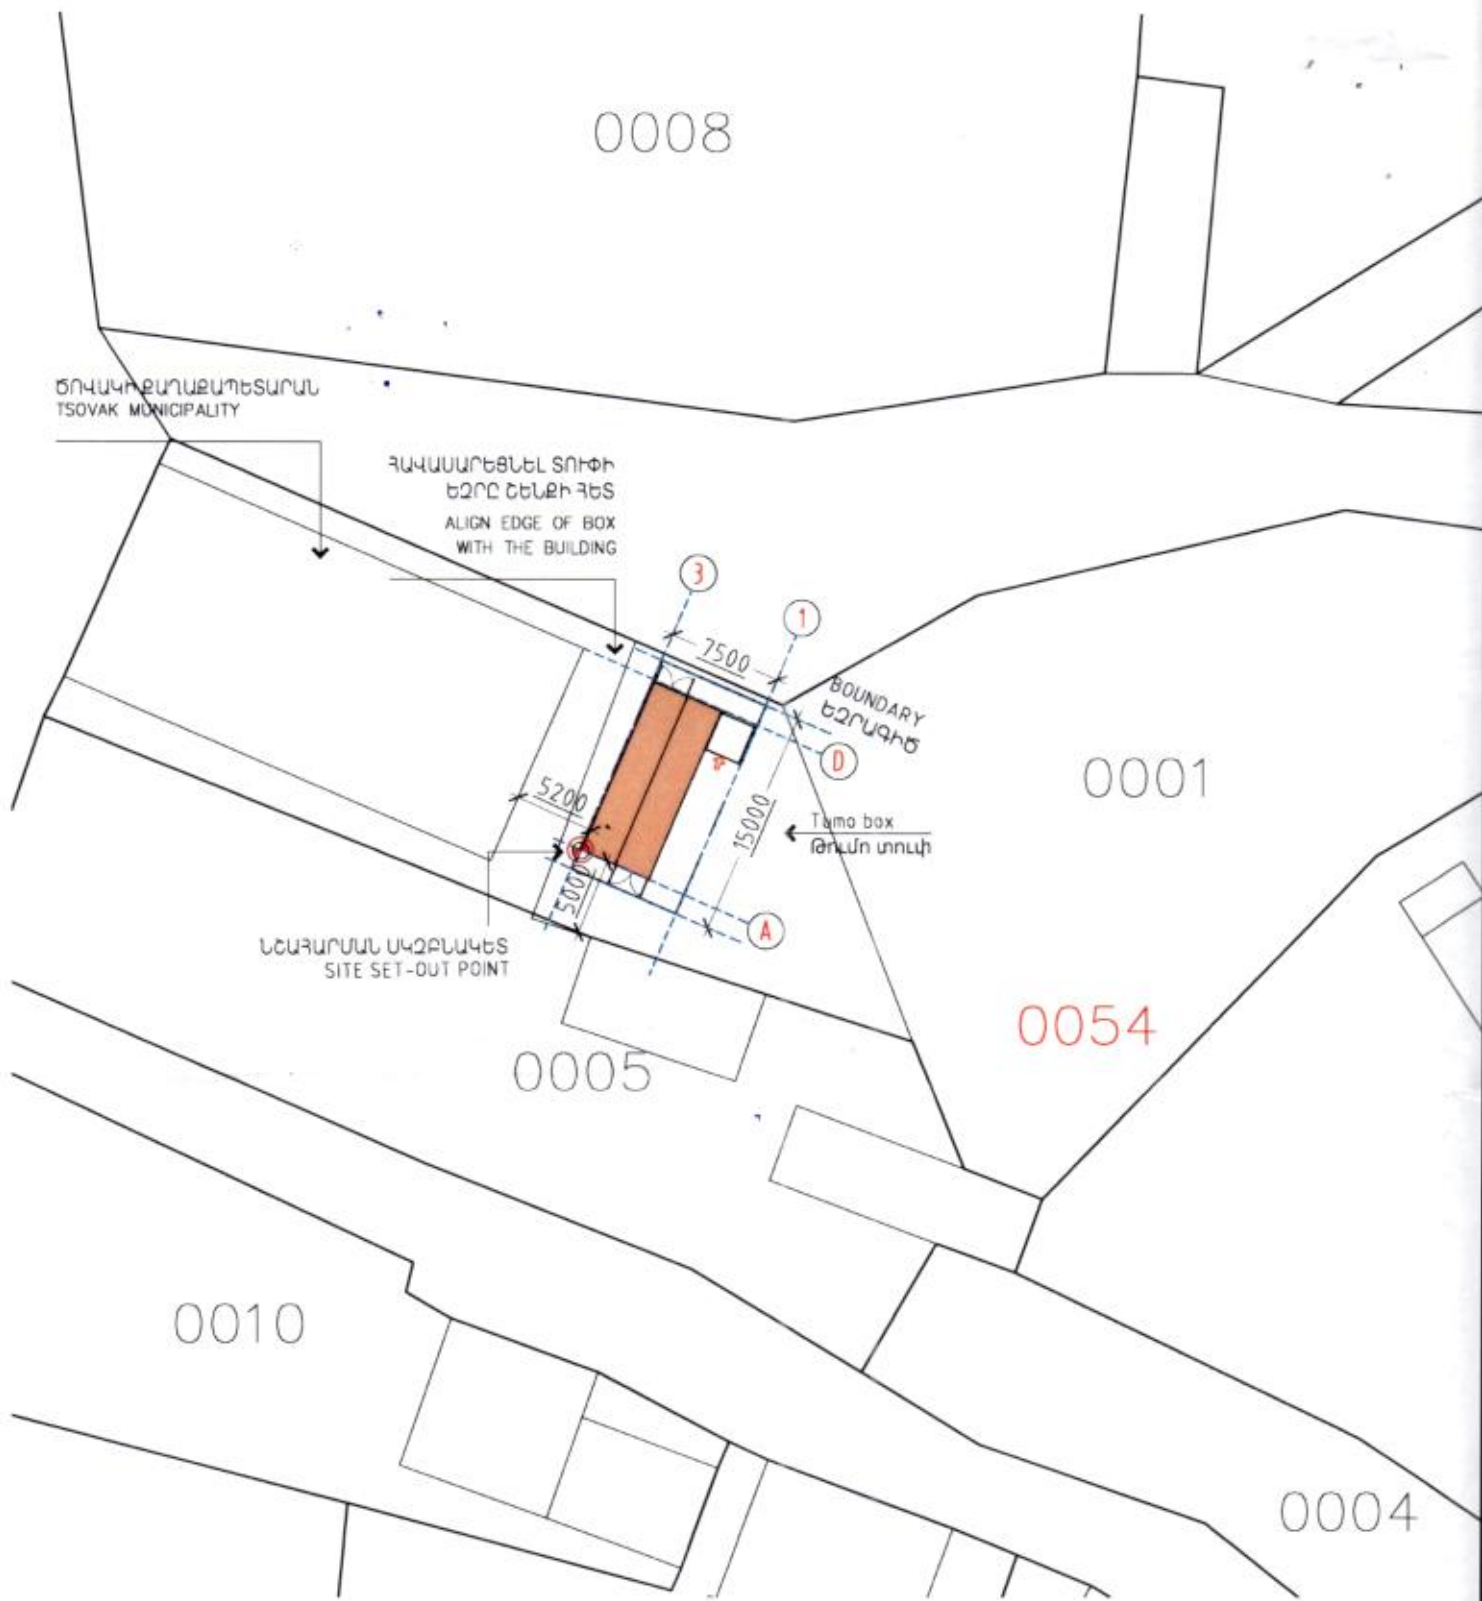 0008
ԾՈՎԱԿԻ ՔԱՂԱՔԱՊԵՏԱՐԱՆ
TSOVAK MUNICIPALITY
ՀԱՎԱՍԱՐԵՑՆԵԼ ՏՈՒՓԻ
ԵԶՐԸ ՇԵՆՔԻ ՀԵՏ
ALIGN EDGE OF BOX
WITH THE BUILDING
3
1
7500
BOUNDARY
ԵԶՐԱԳԻԾ
D
0001
5200
15000
Tumo box
Թումո տուփ
5000
A
ՆՇԱՀԱՐՄԱՆ ՍԿԶԲՆԱԿԵՏ
SITE SET-OUT POINT
0054
0005
0010
0004